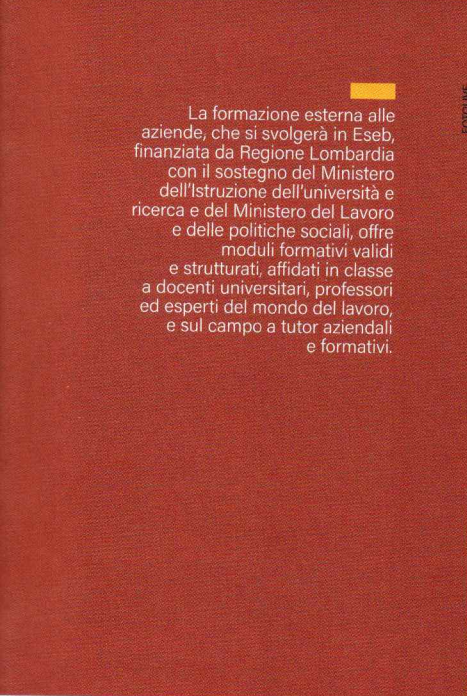 La formazione esterna alle
aziende, che si svolgerà in Eseb,
finanziata da Regione Lombardia
con il sostegno del Ministero
dell'Istruzione dell'università e
ricerca e del Ministero del Lavoro
e delle politiche sociali, offre
moduli formativi validi
e strutturati, affidati in classe
a docenti universitari, professori
ed esperti del mondo del lavoro,
e sul campo a tutor aziendali
e formativi.